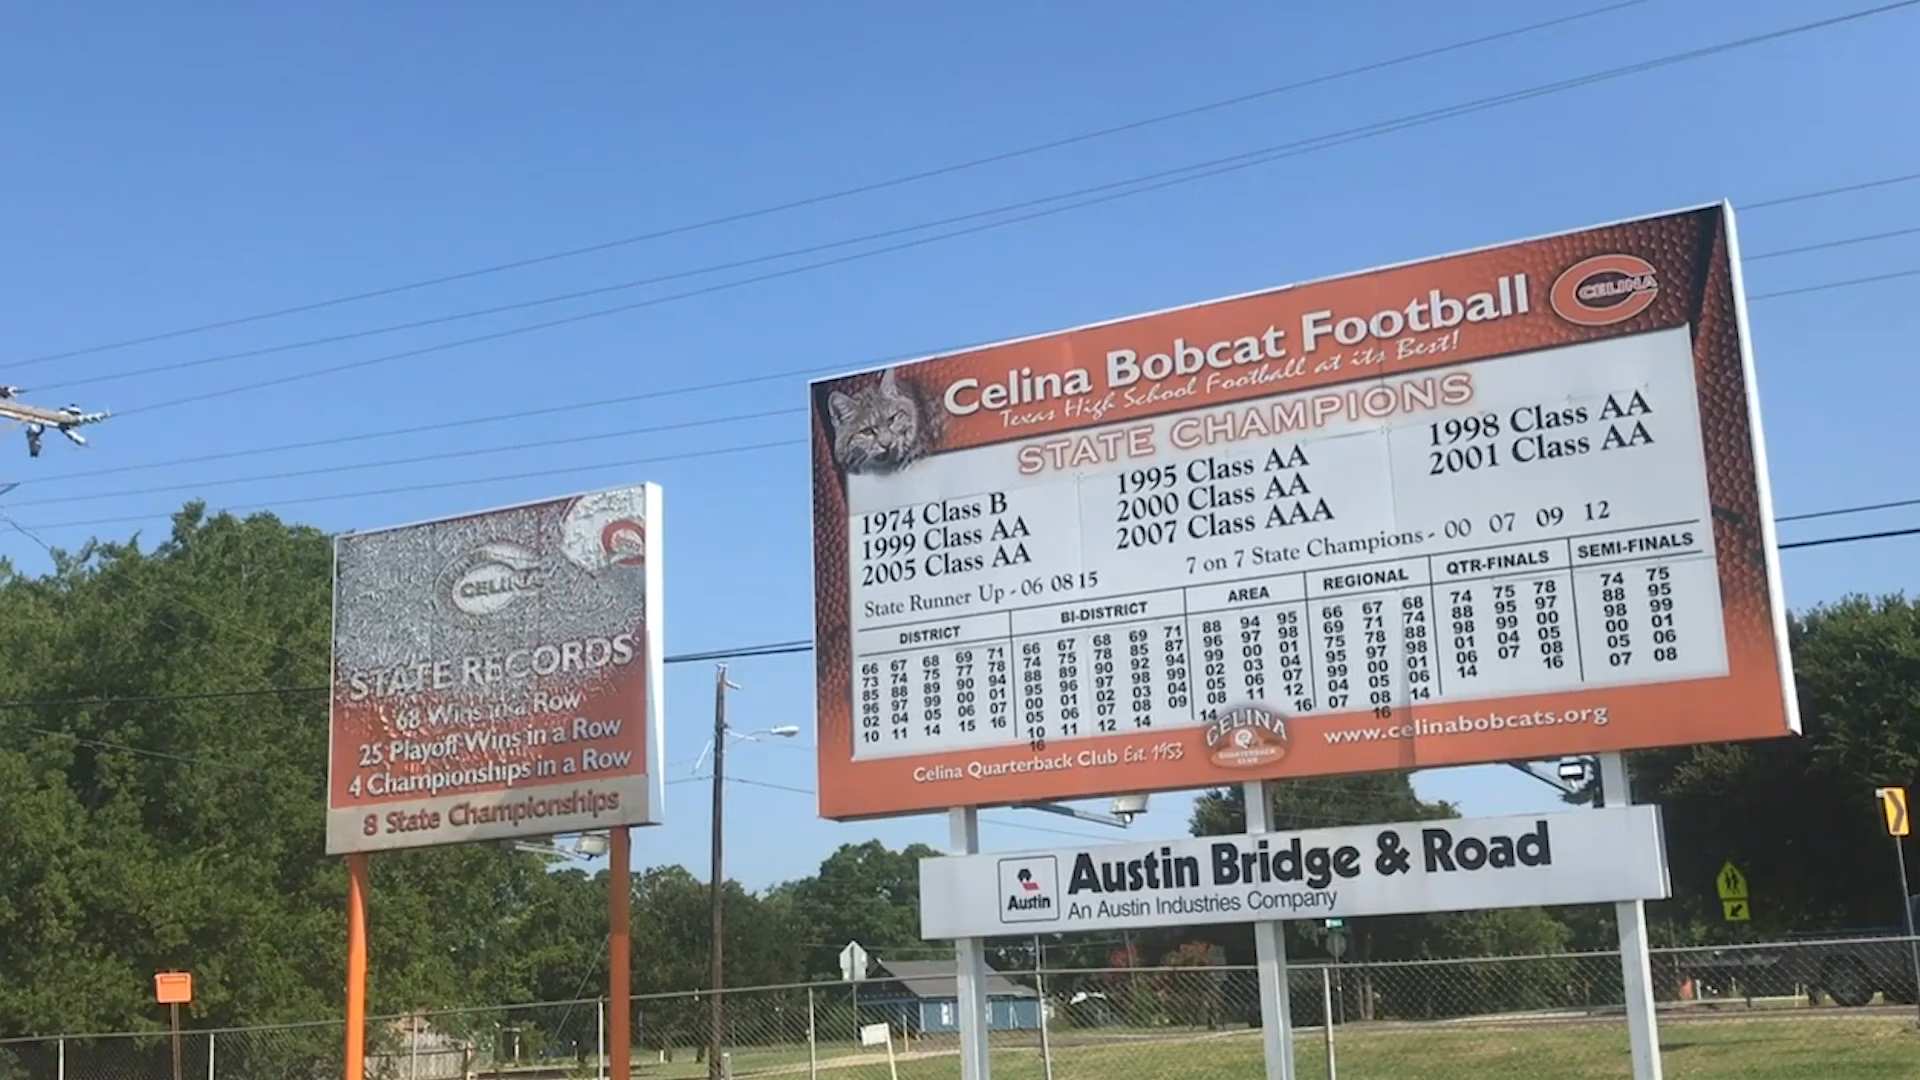 CELINA
STATE RECORDS
68 Wins in a Row
25 Playoff Wins in a Row
4 Championships in a Row
8 State Championships
Celina Bobcat Football
CELINA
Texas High School Football at its Best!
STATE CHAMPIONS
1974 Class B
1999 Class AA
2005 Class AA
1995 Class AA
2000 Class AA
2007 Class AAA
1998 Class AA
2001 Class AA
State Runner Up - 06 08 15
7 on 7 State Champions - 00 07 09 12
DISTRICT
66 67 68 69 71
73 74 75 77 78
85 88 89 90 94
96 97 99 00 01
02 04 05 06 07
10 11 14 15 16
BI-DISTRICT
66 67 68 69 71
74 75 78 85 87
88 89 90 92 94
95 96 97 98 99
00 01 02 03 04
05 06 07 08 09
10 11 12 14
16
AREA
88 94 95
96 97 98
99 00 01
02 03 04
05 06 07
08 11 12
14 16
REGIONAL
66 67 68
69 71 74
75 78 88
95 97 98
99 00 01
04 05 06
07 08 14
16
QTR-FINALS
74 75 78
88 95 97
98 99 00
01 04 05
06 07 08
14 16
SEMI-FINALS
74 75
88 95
98 99
00 01
05 06
07 08
Celina Quarterback Club Est. 1953
CELINA
QUARTERBACK
CLUB
www.celinabobcats.org
Austin
Austin Bridge & Road
An Austin Industries Company